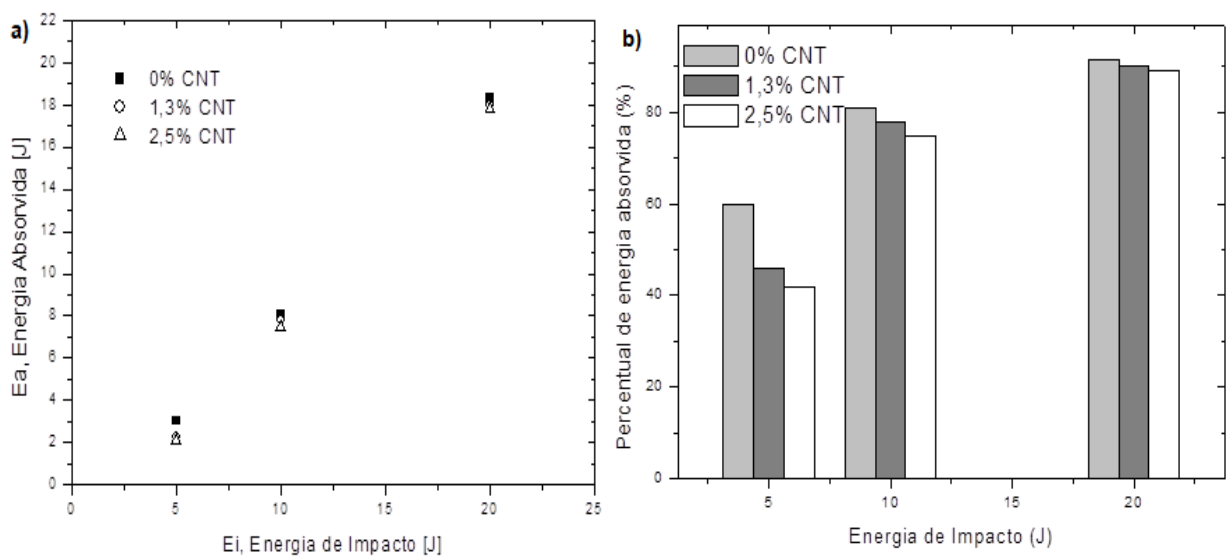 a)
0% CNT
1,3% CNT
2,5% CNT
Ea, Energia Absorvida [J]
22
20
18
16
14
12
10
8
6
4
2
0
0
5
10
15
20
25
Ei, Energia de Impacto [J]
b)
0% CNT
1,3% CNT
2,5% CNT
Percentual de energia absorvida (%)
80
60
40
20
0
5
10
15
20
Energia de Impacto (J)